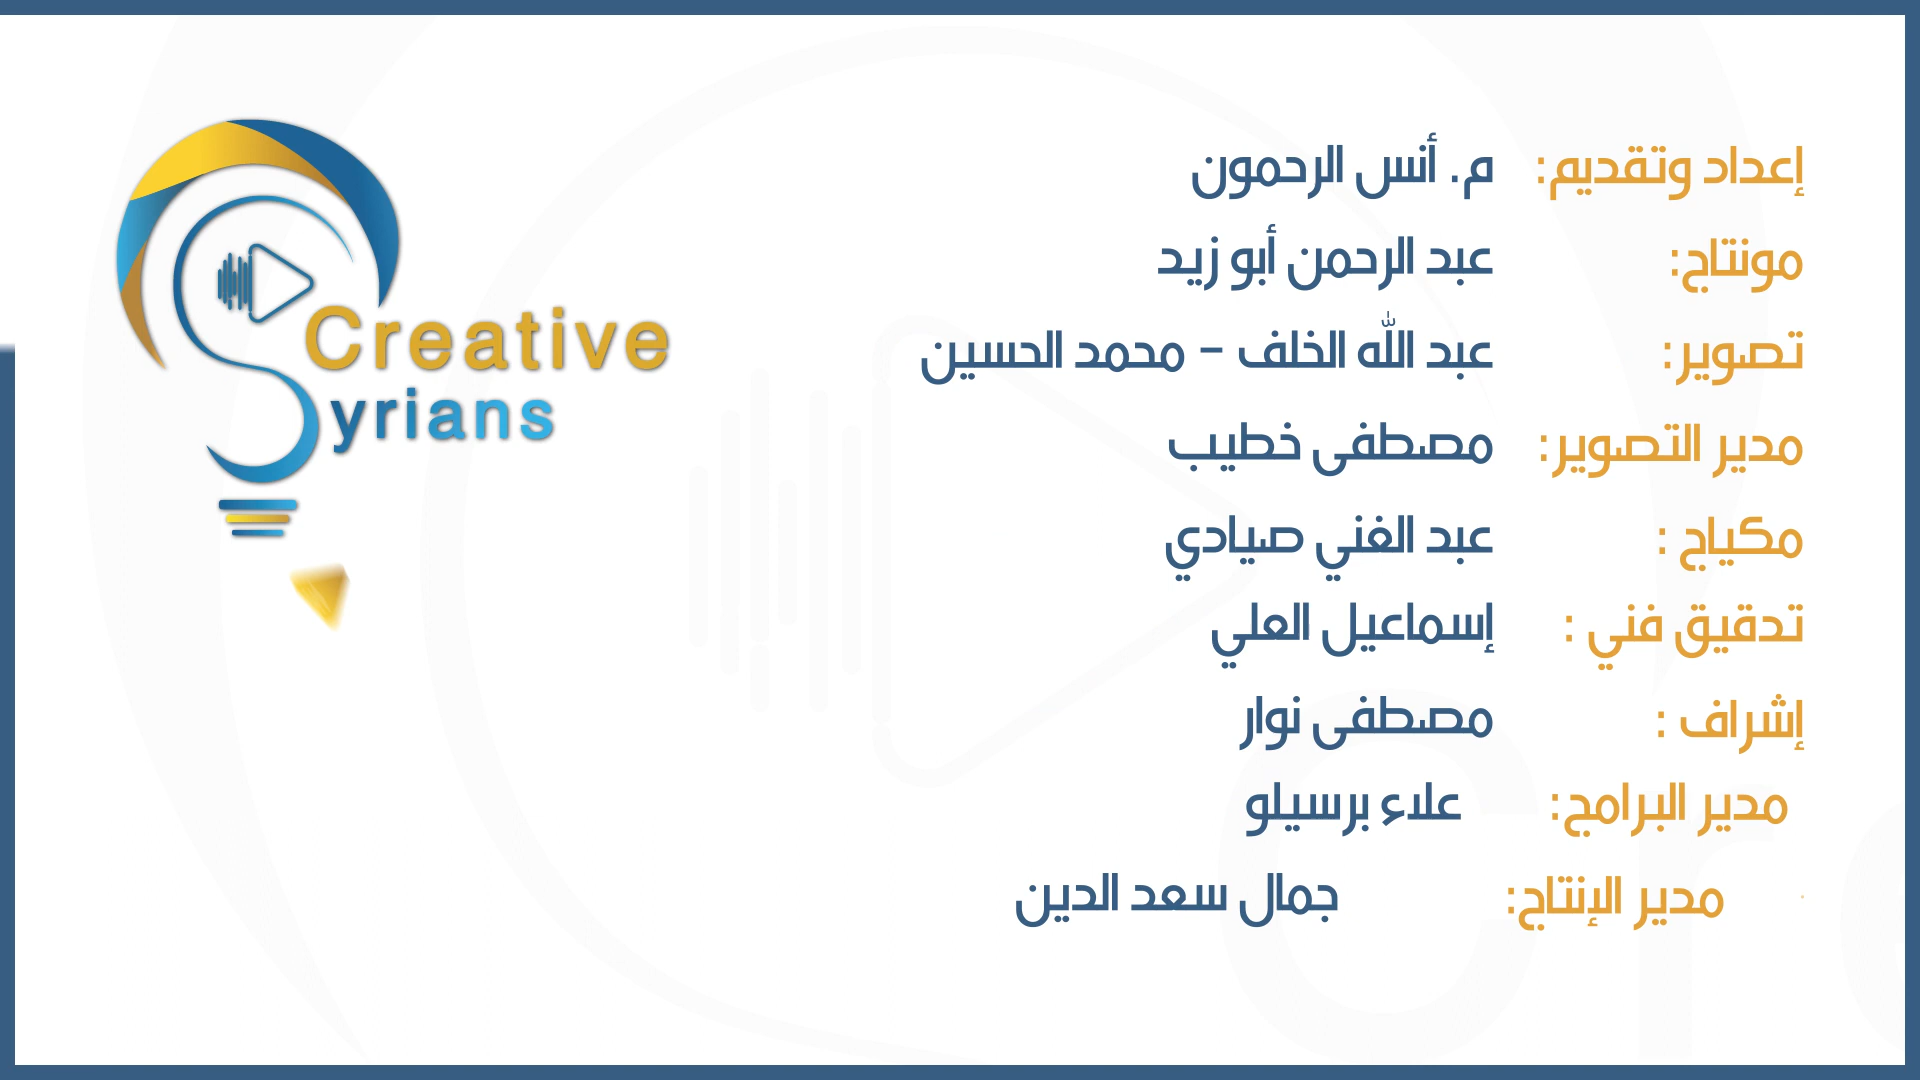 Creative
Syrians
إعداد وتقديم: م. أنس الرحمون
مونتاج: عبد الرحمن أبو زيد
تصوير: عبد الله الخلف - محمد الحسين
مدير التصوير: مصطفى خطيب
مكياج : عبد الغني صيادي
تدقيق فني : إسماعيل العلي
إشراف : مصطفى نوار
مدير البرامج: علاء برسيلو
مدير الإنتاج: جمال سعد الدين